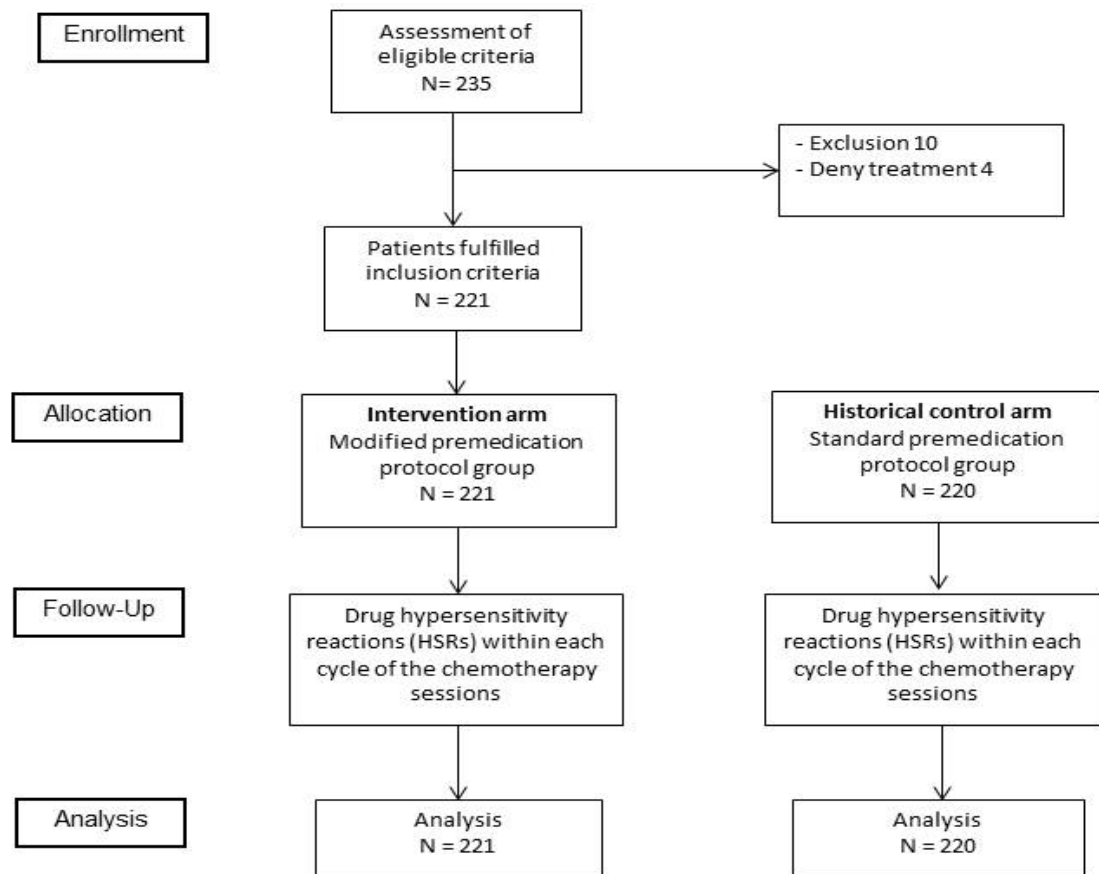 Enrollment
Assessment of
eligible criteria
N= 235
- Exclusion 10
- Deny treatment 4
Patients fulfilled
inclusion criteria
N = 221
Allocation
Intervention arm
Modified premedication
protocol group
N = 221
Historical control arm
Standard premedication
protocol group
N = 220
Follow-Up
Drug hypersensitivity
reactions (HSRs) within each
cycle of the chemotherapy
sessions
Drug hypersensitivity
reactions (HSRs) within each
cycle of the chemotherapy
sessions
Analysis
Analysis
N = 221
Analysis
N = 220